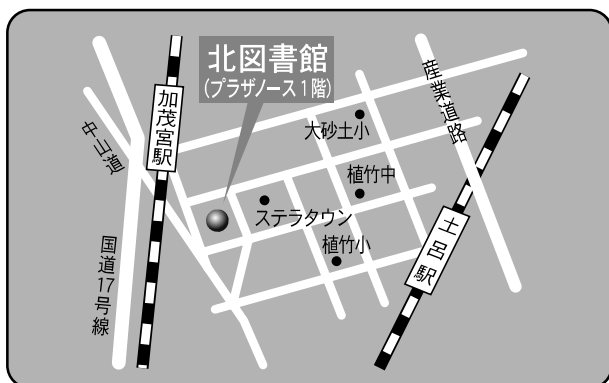 北図書館
(プラザノース1階)
加茂宮駅
中山道
国道17号線
大砂土小
植竹中
ステラタウン
植竹小
産業道路
土呂駅